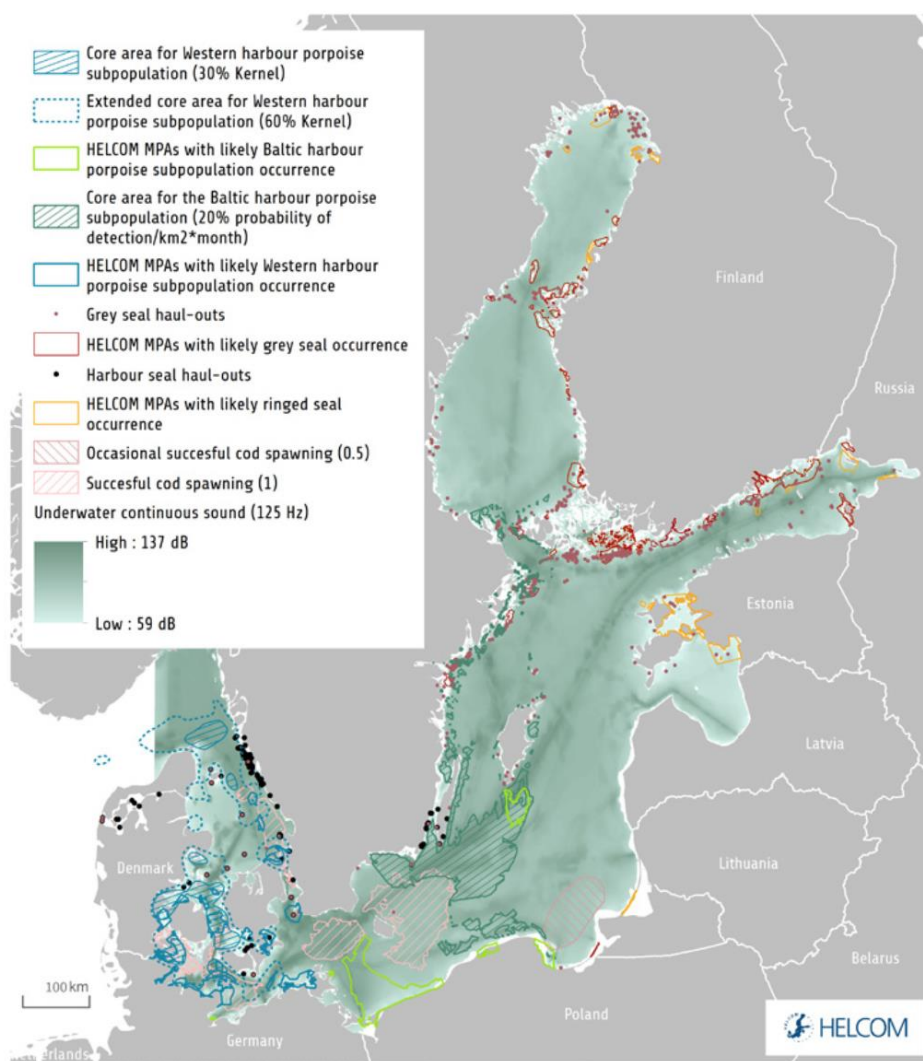 Core area for Western harbour porpoise
subpopulation (30% Kernel)
Extended core area for Western harbour
porpoise subpopulation (60% Kernel)
HELCOM MPAs with likely Baltic harbour
porpoise subpopulation occurrence
Core area for the Baltic harbour porpoise
subpopulation (20% probability of
detection/km2*month)
HELCOM MPAs with likely Western harbour
porpoise subpopulation occurrence
Grey seal haul-outs
HELCOM MPAs with likely grey seal occurrence
Harbour seal haul-outs
HELCOM MPAs with likely ringed seal
occurrence
Occasional succesful cod spawning (0.5)
Succesful cod spawning (1)
Underwater continuous sound (125 Hz)
High : 137 dB
Low : 59 dB
Finland
Russia
Estonia
Latvia
Lithuania
Denmark
Belarus
100 km
Poland
Germany
HELCOM